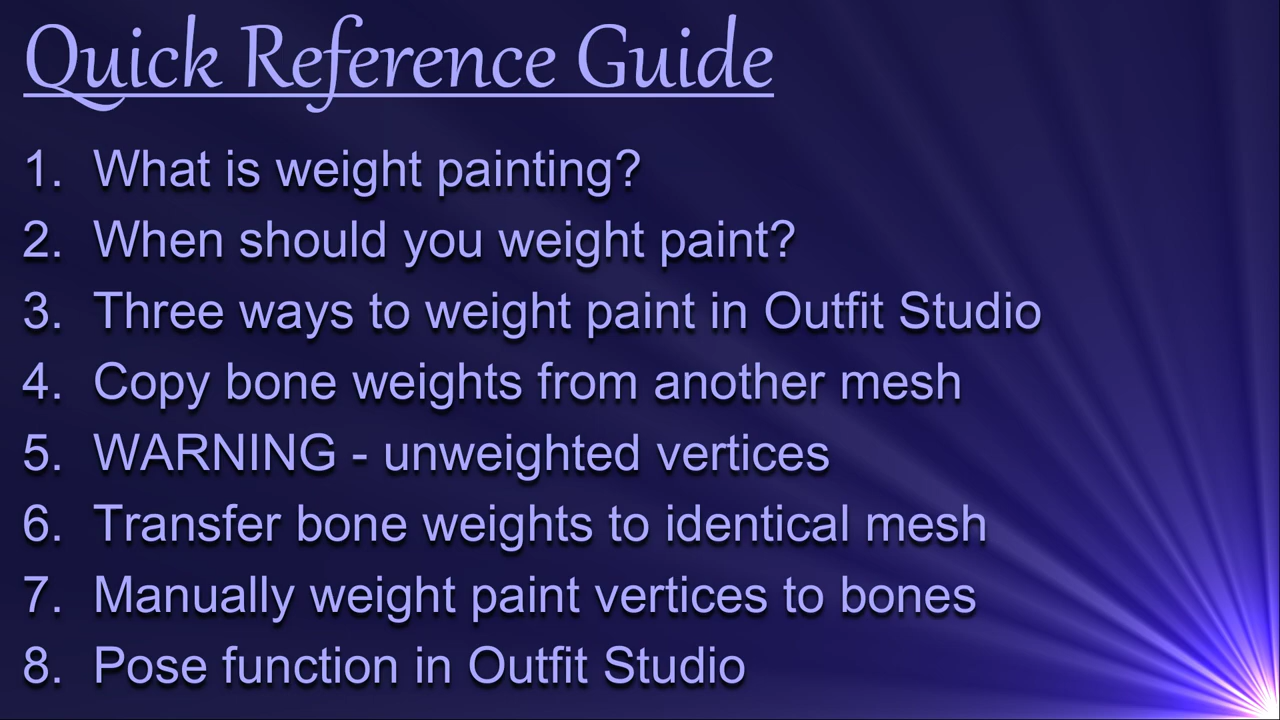 Quick Reference Guide
1. What is weight painting?
2. When should you weight paint?
3. Three ways to weight paint in Outfit Studio
4. Copy bone weights from another mesh
5. WARNING - unweighted vertices
6. Transfer bone weights to identical mesh
7. Manually weight paint vertices to bones
8. Pose function in Outfit Studio